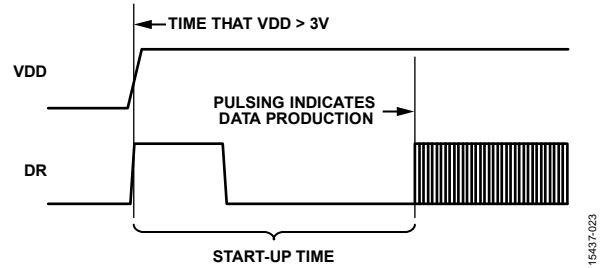 TIME THAT VDD > 3V
VDD
PULSING INDICATES
DATA PRODUCTION
DR
START-UP TIME
15437-023